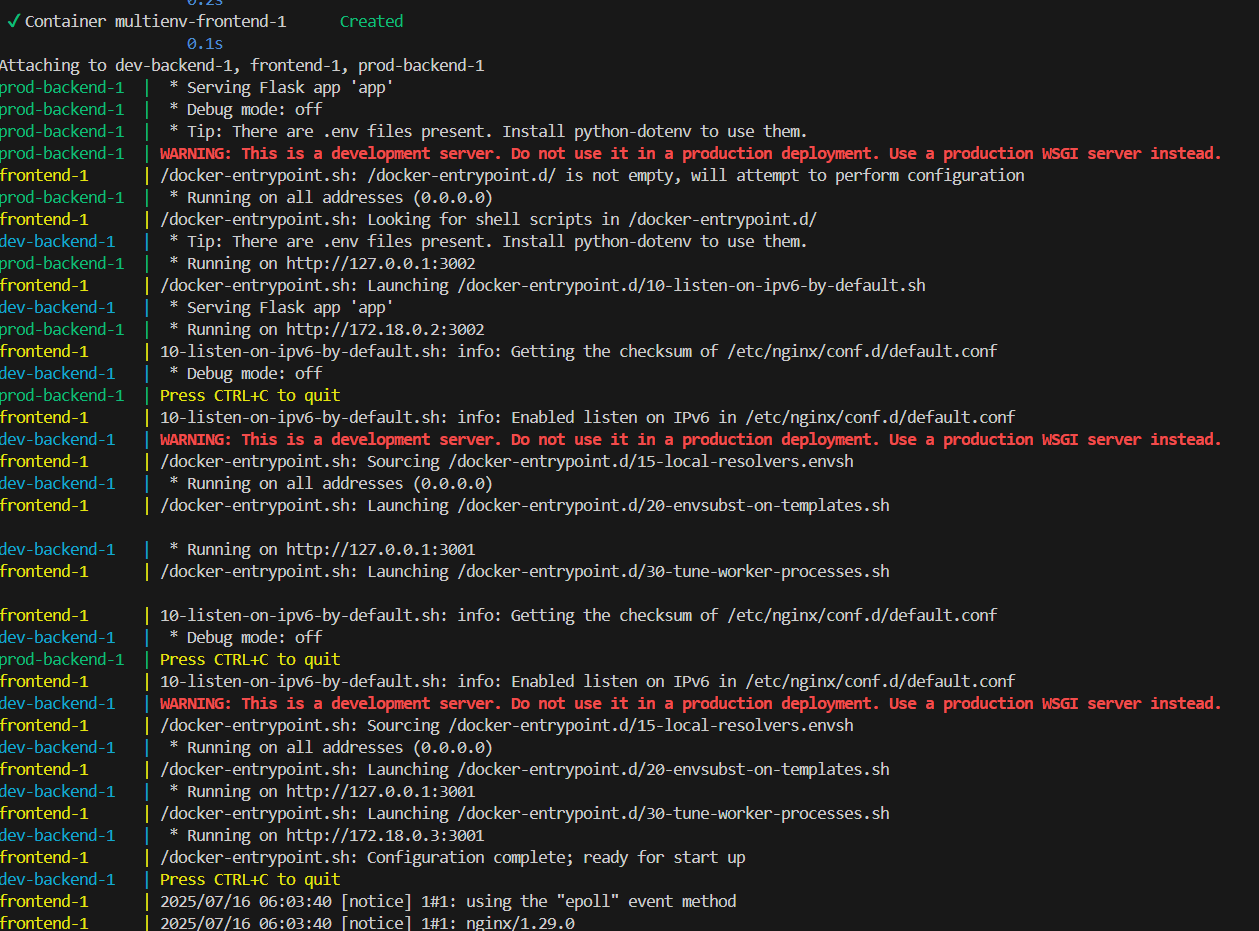 0.2s
✓ Container multienv-frontend-1 Created
0.1s
Attaching to dev-backend-1, frontend-1, prod-backend-1
prod-backend-1 | * Serving Flask app 'app'
prod-backend-1 | * Debug mode: off
prod-backend-1 | * Tip: There are .env files present. Install python-dotenv to use them.
prod-backend-1 | WARNING: This is a development server. Do not use it in a production deployment. Use a production WSGI server instead.
frontend-1 | /docker-entrypoint.sh: /docker-entrypoint.d/ is not empty, will attempt to perform configuration
prod-backend-1 | * Running on all addresses (0.0.0.0)
frontend-1 | /docker-entrypoint.sh: Looking for shell scripts in /docker-entrypoint.d/
dev-backend-1 | * Tip: There are .env files present. Install python-dotenv to use them.
prod-backend-1 | * Running on http://127.0.0.1:3002
frontend-1 | /docker-entrypoint.sh: Launching /docker-entrypoint.d/10-listen-on-ipv6-by-default.sh
dev-backend-1 | * Serving Flask app 'app'
prod-backend-1 | * Running on http://172.18.0.2:3002
frontend-1 | 10-listen-on-ipv6-by-default.sh: info: Getting the checksum of /etc/nginx/conf.d/default.conf
dev-backend-1 | * Debug mode: off
prod-backend-1 | Press CTRL+C to quit
frontend-1 | 10-listen-on-ipv6-by-default.sh: info: Enabled listen on IPv6 in /etc/nginx/conf.d/default.conf
dev-backend-1 | WARNING: This is a development server. Do not use it in a production deployment. Use a production WSGI server instead.
frontend-1 | /docker-entrypoint.sh: Sourcing /docker-entrypoint.d/15-local-resolvers.envsh
dev-backend-1 | * Running on all addresses (0.0.0.0)
frontend-1 | /docker-entrypoint.sh: Launching /docker-entrypoint.d/20-envsubst-on-templates.sh
dev-backend-1 | * Running on http://127.0.0.1:3001
frontend-1 | /docker-entrypoint.sh: Launching /docker-entrypoint.d/30-tune-worker-processes.sh
frontend-1 | 10-listen-on-ipv6-by-default.sh: info: Getting the checksum of /etc/nginx/conf.d/default.conf
dev-backend-1 | * Debug mode: off
prod-backend-1 | Press CTRL+C to quit
frontend-1 | 10-listen-on-ipv6-by-default.sh: info: Enabled listen on IPv6 in /etc/nginx/conf.d/default.conf
dev-backend-1 | WARNING: This is a development server. Do not use it in a production deployment. Use a production WSGI server instead.
frontend-1 | /docker-entrypoint.sh: Sourcing /docker-entrypoint.d/15-local-resolvers.envsh
dev-backend-1 | * Running on all addresses (0.0.0.0)
frontend-1 | /docker-entrypoint.sh: Launching /docker-entrypoint.d/20-envsubst-on-templates.sh
dev-backend-1 | * Running on http://127.0.0.1:3001
frontend-1 | /docker-entrypoint.sh: Launching /docker-entrypoint.d/30-tune-worker-processes.sh
dev-backend-1 | * Running on http://172.18.0.3:3001
frontend-1 | /docker-entrypoint.sh: Configuration complete; ready for start up
dev-backend-1 | Press CTRL+C to quit
frontend-1 | 2025/07/16 06:03:40 [notice] 1#1: using the "epoll" event method
frontend-1 | 2025/07/16 06:03:40 [notice] 1#1: nginx/1.29.0